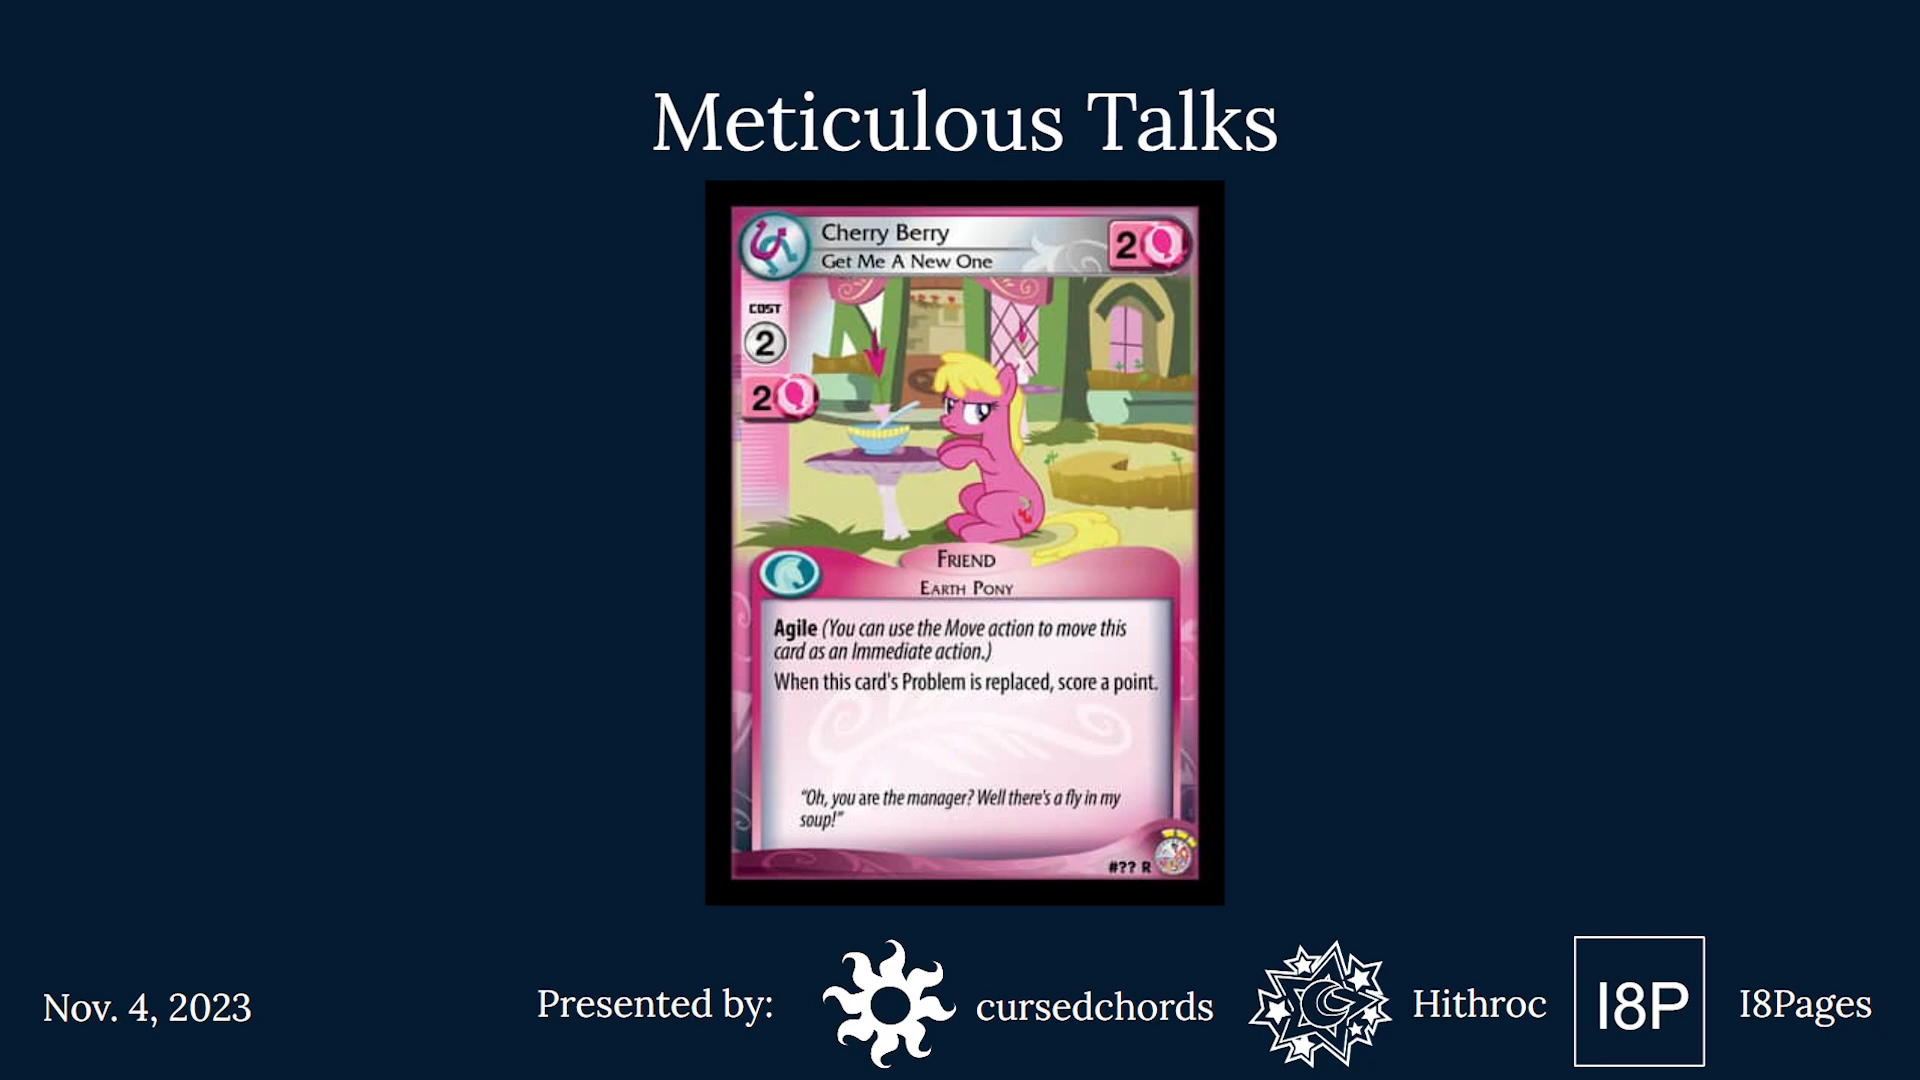 Meticulous Talks
Cherry Berry
Get Me A New One
2
COST
2
2
FRIEND
EARTH PONY
Agile (You can use the Move action to move this
card as an Immediate action.)
When this card's Problem is replaced, score a point.
"Oh, you are the manager? Well there's a fly in my
soup!"
#?? R
Nov. 4, 2023
Presented by:
cursedchords
Hithroc
I8P
I8Pages